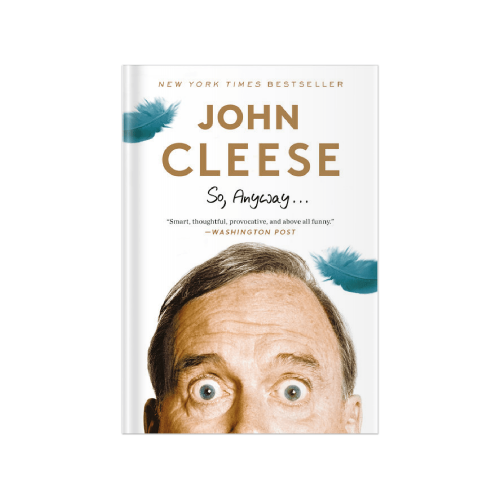 NEW YORK TIMES BESTSELLER
JOHN
CLEESE
So, Anyway...
"Smart, thoughtful, provocative, and above all funny."
—WASHINGTON POST